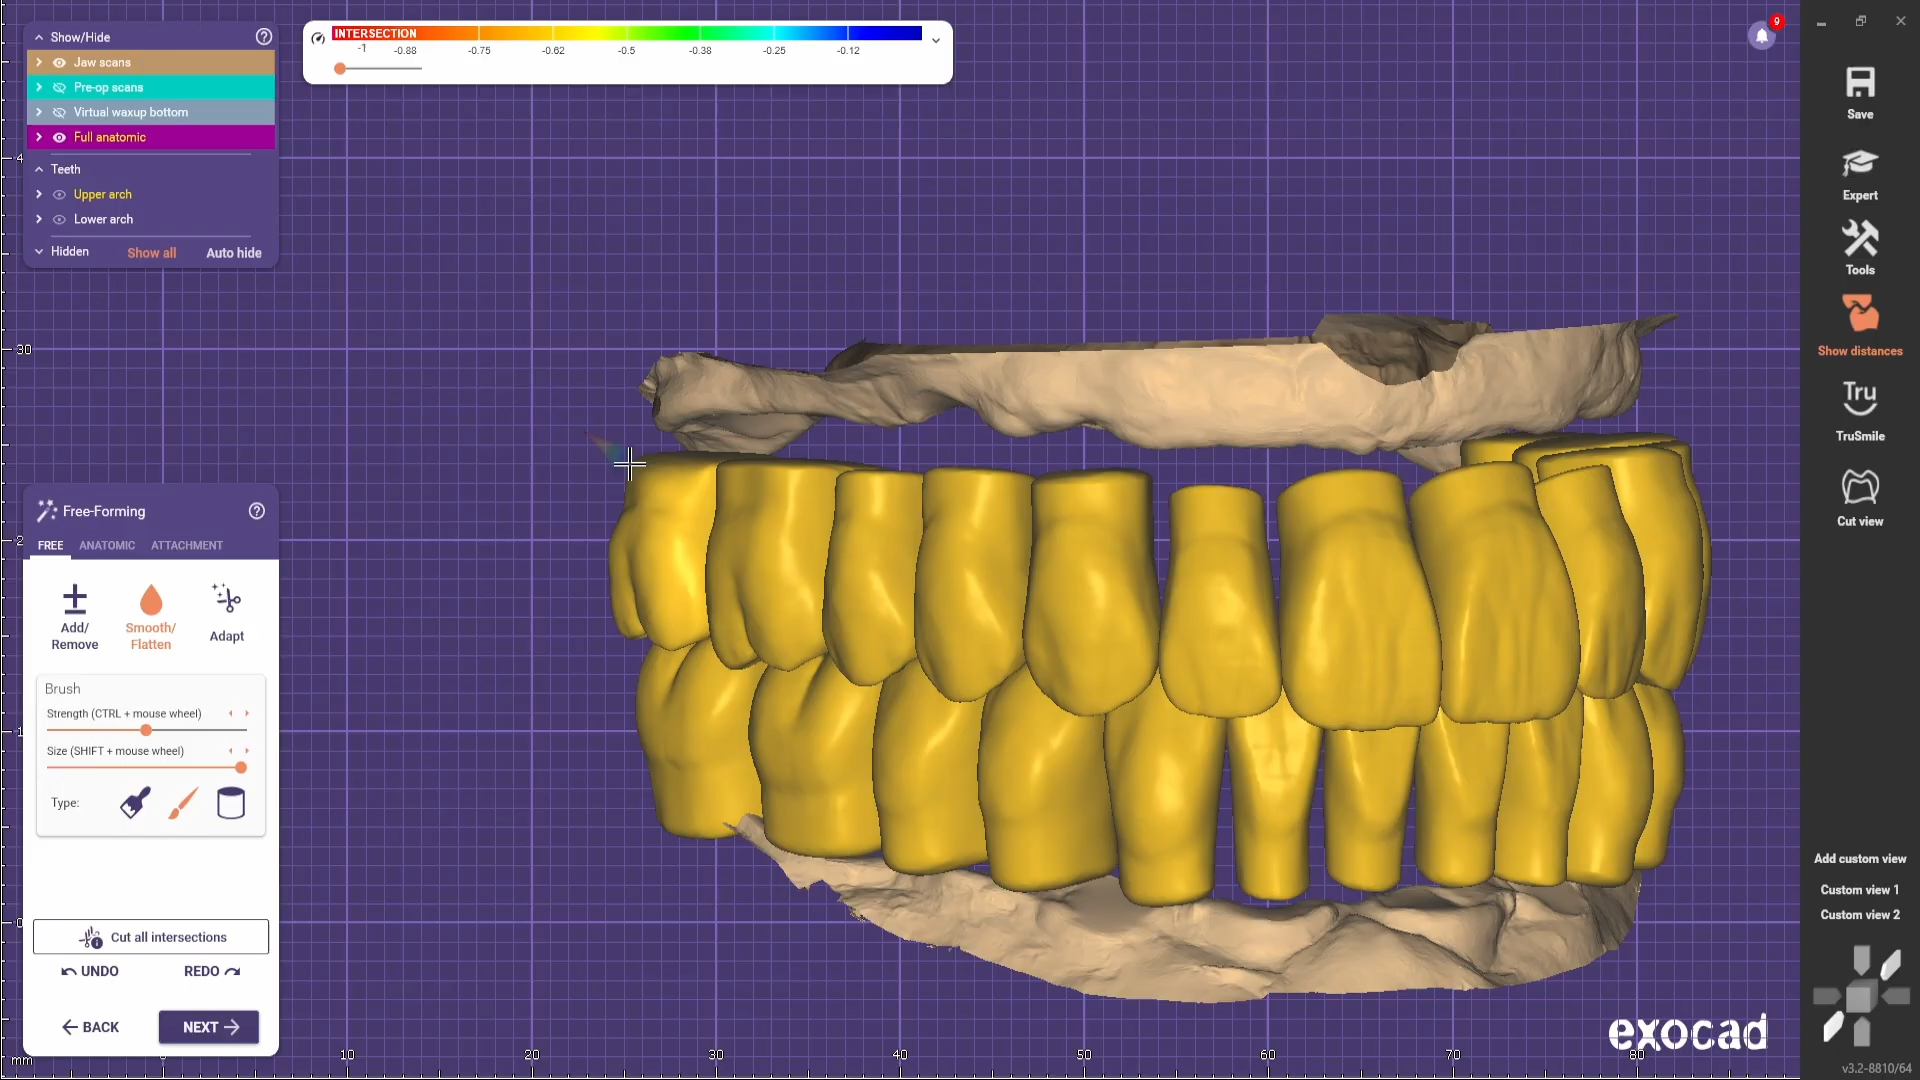 Show/Hide
Jaw scans
Pre-op scans
Virtual waxup bottom
Full anatomic
Teeth
Upper arch
Lower arch
Hidden Show all Auto hide
INTERSECTION
-1 -0.88 -0.75 -0.62 -0.5 -0.38 -0.25 -0.12
9
Save
Expert
Tools
Show distances
Tru
TruSmile
Cut view
Free-Forming
FREE ANATOMIC ATTACHMENT
Add/ Remove
Smooth/ Flatten
Adapt
Brush
Strength (CTRL + mouse wheel)
Size (SHIFT + mouse wheel)
Type:
Cut all intersections
UNDO REDO
BACK NEXT
4
30
2
1
0
mm 10 20 30 40 50 60 70 80
Add custom view
Custom view 1
Custom view 2
exocad
v3.2-8810/64